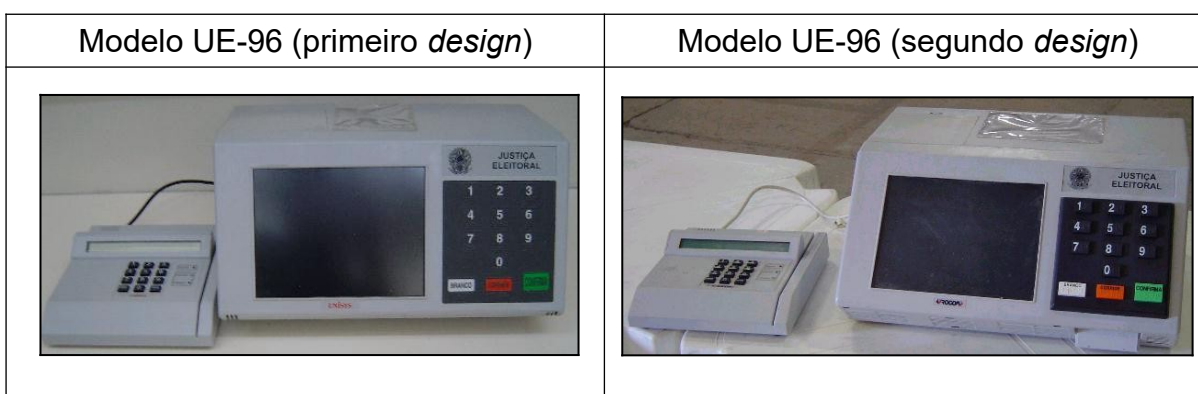 Modelo UE-96 (primeiro design)
Modelo UE-96 (segundo design)
JUSTIÇA
ELEITORAL
1 2 3
4 5 6
7 8 9
0
BRANCO
unisys
JUSTIÇA
ELEITORAL
1 2 3
4 5 6
7 8 9
0
CONFIRMA
PROCOMP